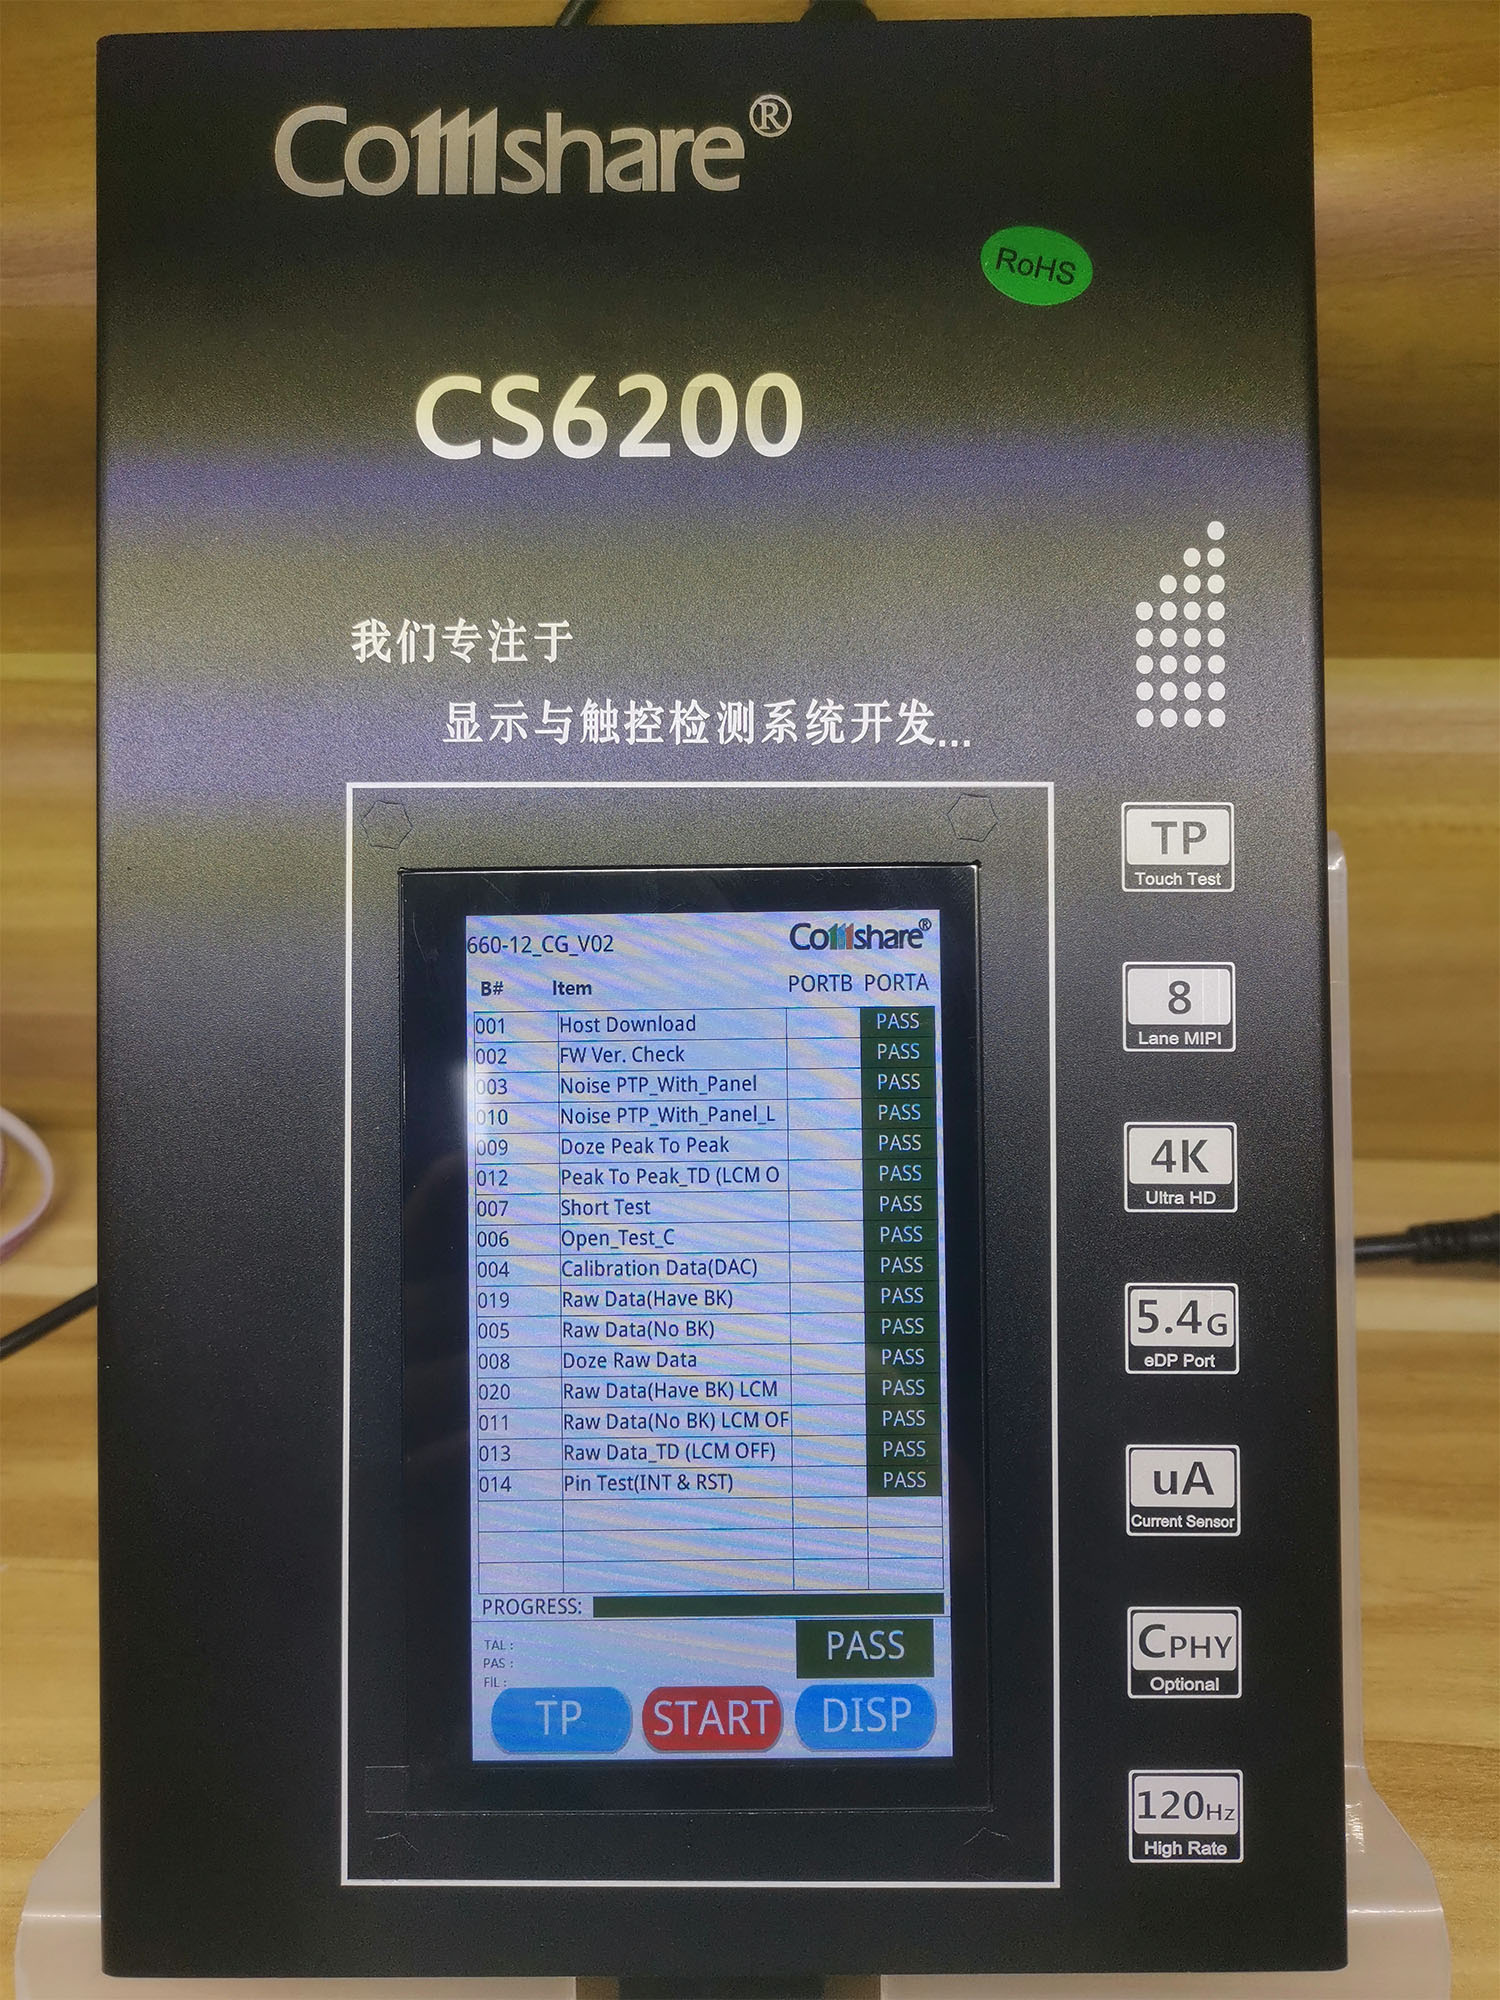 Commshare®
RoHS
CS6200
我们专注于
显示与触控检测系统开发...
TP
Touch Test
8
Lane MIPI
4K
Ultra HD
5.4G
eDP Port
uA
Current Sensor
CPHY
Optional
120Hz
High Rate
660-12_CG_V02 Commshare®
B# Item PORTB PORTA
001 Host Download PASS
002 FW Ver. Check PASS
003 Noise PTP_With_Panel PASS
010 Noise PTP_With_Panel_L PASS
009 Doze Peak To Peak PASS
012 Peak To Peak_TD (LCM O PASS
007 Short Test PASS
006 Open_Test_C PASS
004 Calibration Data(DAC) PASS
019 Raw Data(Have BK) PASS
005 Raw Data(No BK) PASS
008 Doze Raw Data PASS
020 Raw Data(Have BK) LCM PASS
011 Raw Data(No BK) LCM OF PASS
013 Raw Data_TD (LCM OFF) PASS
014 Pin Test(INT & RST) PASS
PROGRESS:
TAL :
PAS :
FIL :
PASS
TP START DISP